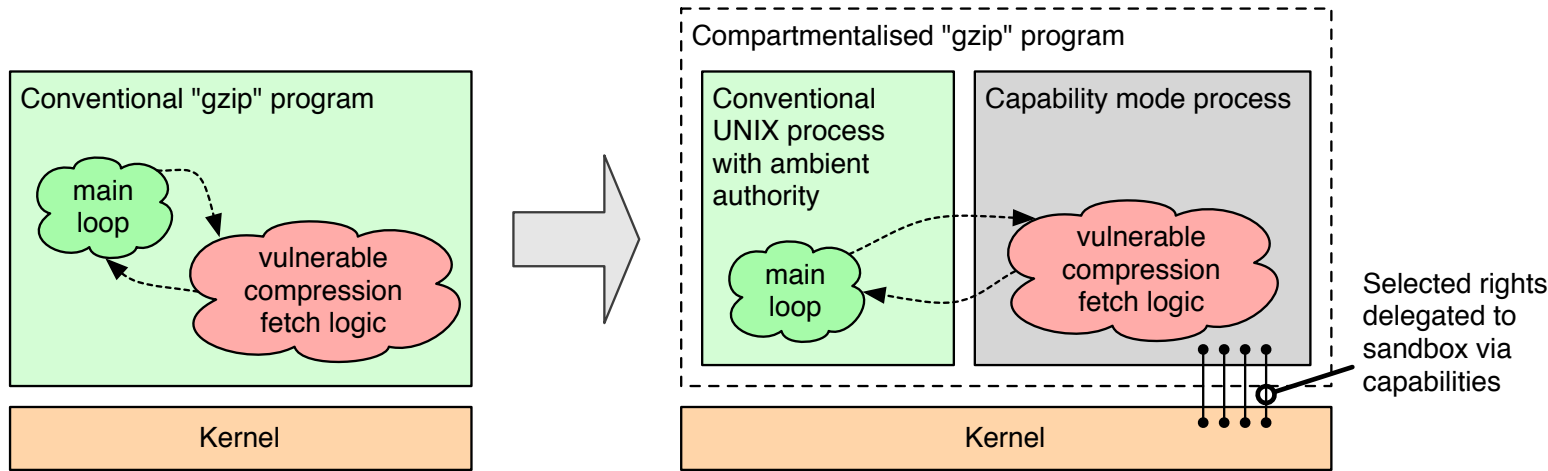 Conventional "gzip" program
main
loop
vulnerable
compression
fetch logic
Kernel
Compartmentalised "gzip" program
Conventional
UNIX process
with ambient
authority
main
loop
Capability mode process
vulnerable
compression
fetch logic
Kernel
Selected rights
delegated to
sandbox via
capabilities